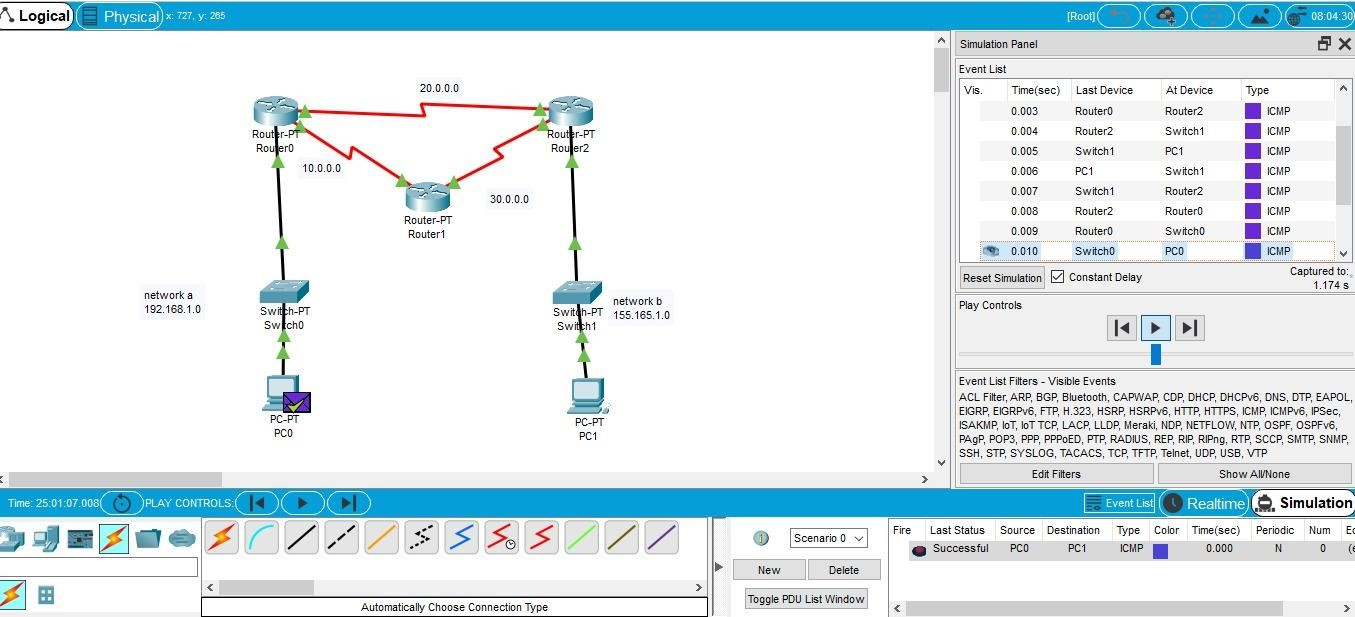 Logical
Physical
x: 727, y: 265
[Root]
08:04:30
20.0.0.0
Router-PT
Router0
Router-PT
Router2
10.0.0.0
30.0.0.0
Router-PT
Router1
network a
192.168.1.0
Switch-PT
Switch0
Switch-PT
Switch1
network b
155.165.1.0
PC-PT
PC0
PC-PT
PC1
Simulation Panel
Event List
Vis. Time(sec) Last Device At Device Type
0.003 Router0 Router2 ICMP
0.004 Router2 Switch1 ICMP
0.005 Switch1 PC1 ICMP
0.006 PC1 Switch1 ICMP
0.007 Switch1 Router2 ICMP
0.008 Router2 Router0 ICMP
0.009 Router0 Switch0 ICMP
0.010 Switch0 PC0 ICMP
Reset Simulation Constant Delay
Captured to:
1.174 s
Play Controls
Event List Filters - Visible Events
ACL Filter, ARP, BGP, Bluetooth, CAPWAP, CDP, DHCP, DHCPv6, DNS, DTP, EAPOL,
EIGRP, EIGRPv6, FTP, H.323, HSRP, HSRPv6, HTTP, HTTPS, ICMP, ICMPv6, IPSec,
ISAKMP, IoT, IoT TCP, LACP, LLDP, Meraki, NDP, NETFLOW, NTP, OSPF, OSPFv6,
PAgP, POP3, PPP, PPPoED, PTP, RADIUS, REP, RIP, RIPng, RTP, SCCP, SMTP, SNMP,
SSH, STP, SYSLOG, TACACS, TCP, TFTP, Telnet, UDP, USB, VTP
Edit Filters Show All/None
Time: 25:01:07.008 PLAY CONTROLS:
Event List Realtime Simulation
Scenario 0
New Delete
Toggle PDU List Window
Automatically Choose Connection Type
Fire Last Status Source Destination Type Color Time(sec) Periodic Num
Successful PC0 PC1 ICMP 0.000 N 0